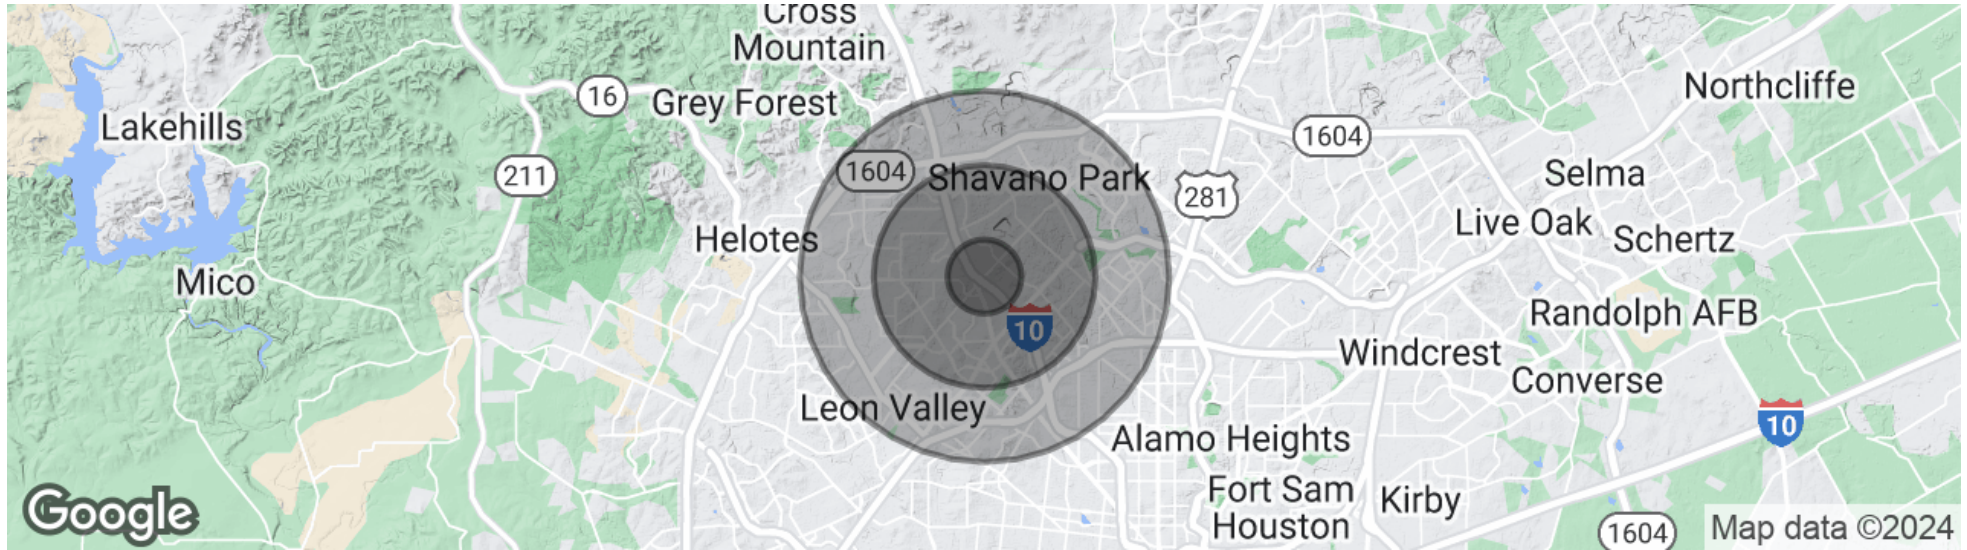 Cross
Mountain
Northcliffe
16
Grey Forest
Lakehills
1604
1604
Shavano Park
211
Selma
281
Live Oak
Schertz
Helotes
Mico
Randolph AFB
10
Windcrest
Converse
Leon Valley
10
Alamo Heights
Fort Sam
Houston
Kirby
Google
1604
Map data ©2024